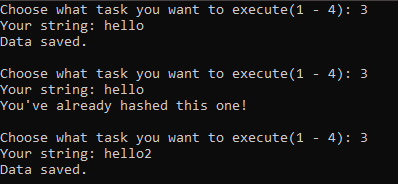 Choose what task you want to execute(1 - 4): 3
Your string: hello
Data saved.
Choose what task you want to execute(1 - 4): 3
Your string: hello
You've already hashed this one!
Choose what task you want to execute(1 - 4): 3
Your string: hello2
Data saved.